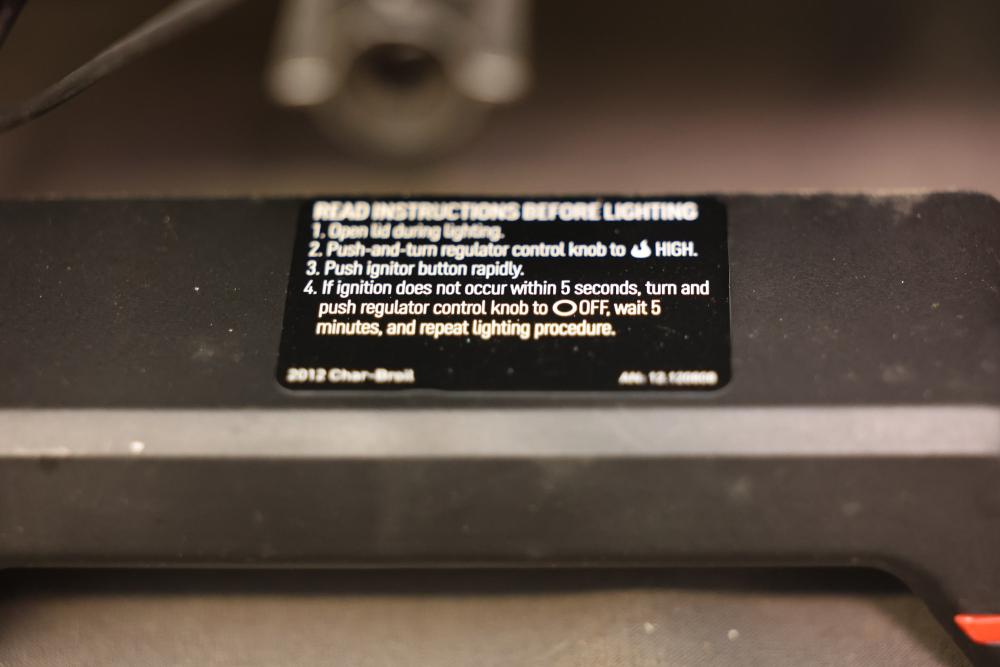 READ INSTRUCTIONS BEFORE LIGHTING
1. Open lid during lighting.
2. Push-and-turn regulator control knob to HIGH.
3. Push ignitor button rapidly.
4. If ignition does not occur within 5 seconds, turn and
push regulator control knob to OFF, wait 5
minutes, and repeat lighting procedure.
2012 Char-Broil